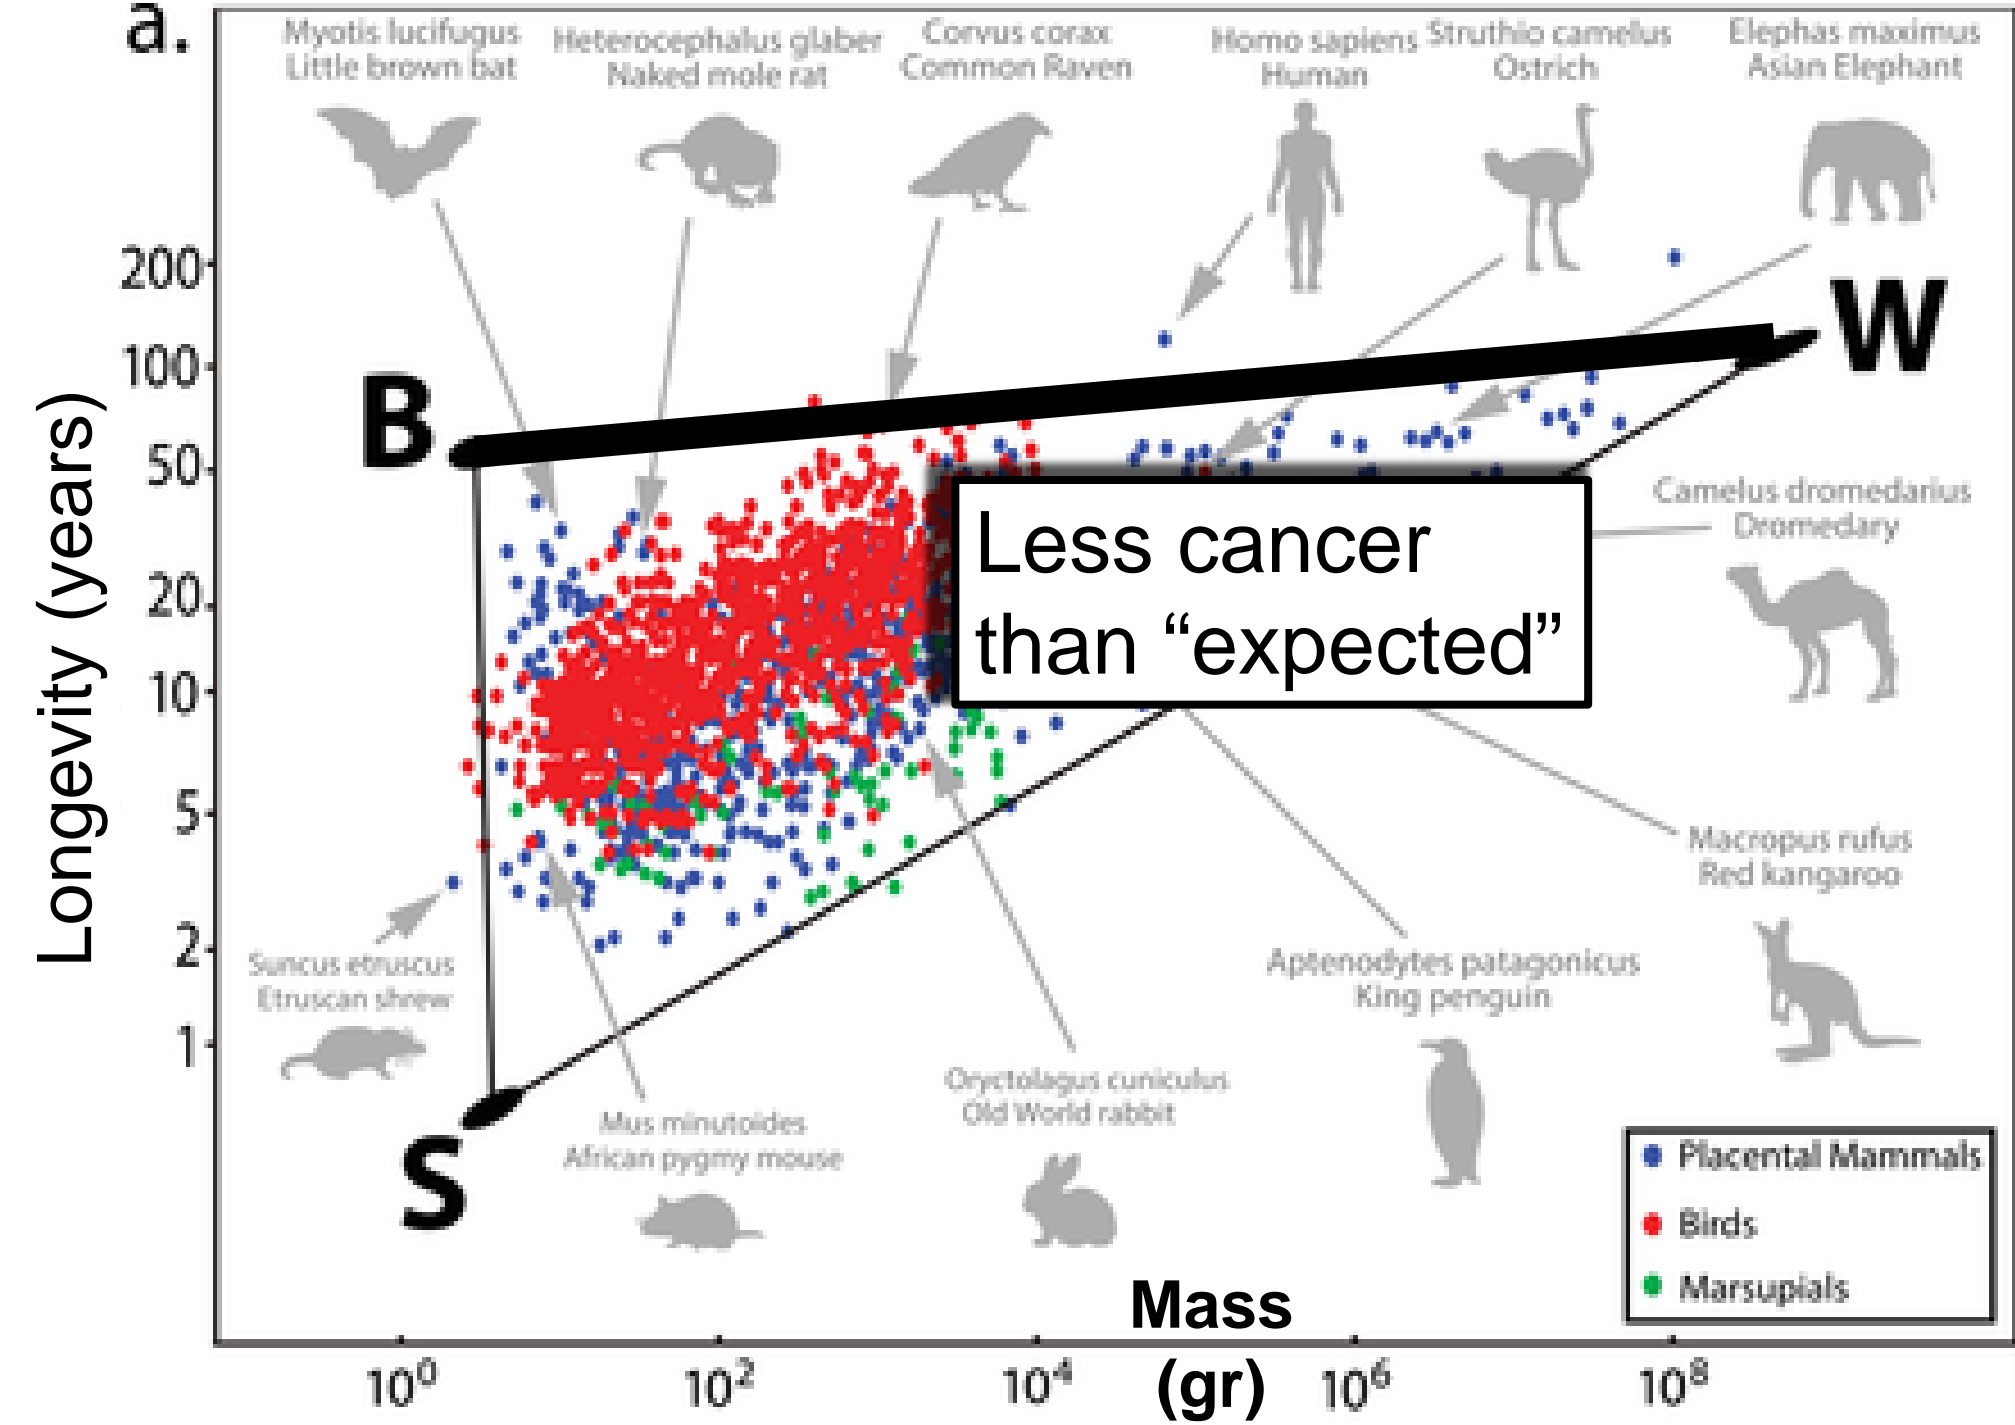 a.
Myotis lucifugus
Little brown bat
Heterocephalus glaber
Naked mole rat
Corvus corax
Common Raven
Homo sapiens
Human
Struthio camelus
Ostrich
Elephas maximus
Asian Elephant
200
100
50
20
10
5
2
1
Longevity (years)
B
W
S
Less cancer
than “expected”
Camelus dromedarius
Dromedary
Macropus rufus
Red kangaroo
Suncus etruscus
Etruscan shrew
Aptenodytes patagonicus
King penguin
Oryctolagus cuniculus
Old World rabbit
Mus minutoides
African pygmy mouse
Placental Mammals
Birds
Marsupials
Mass
(gr)
10⁰
10²
10⁴
10⁶
10⁸